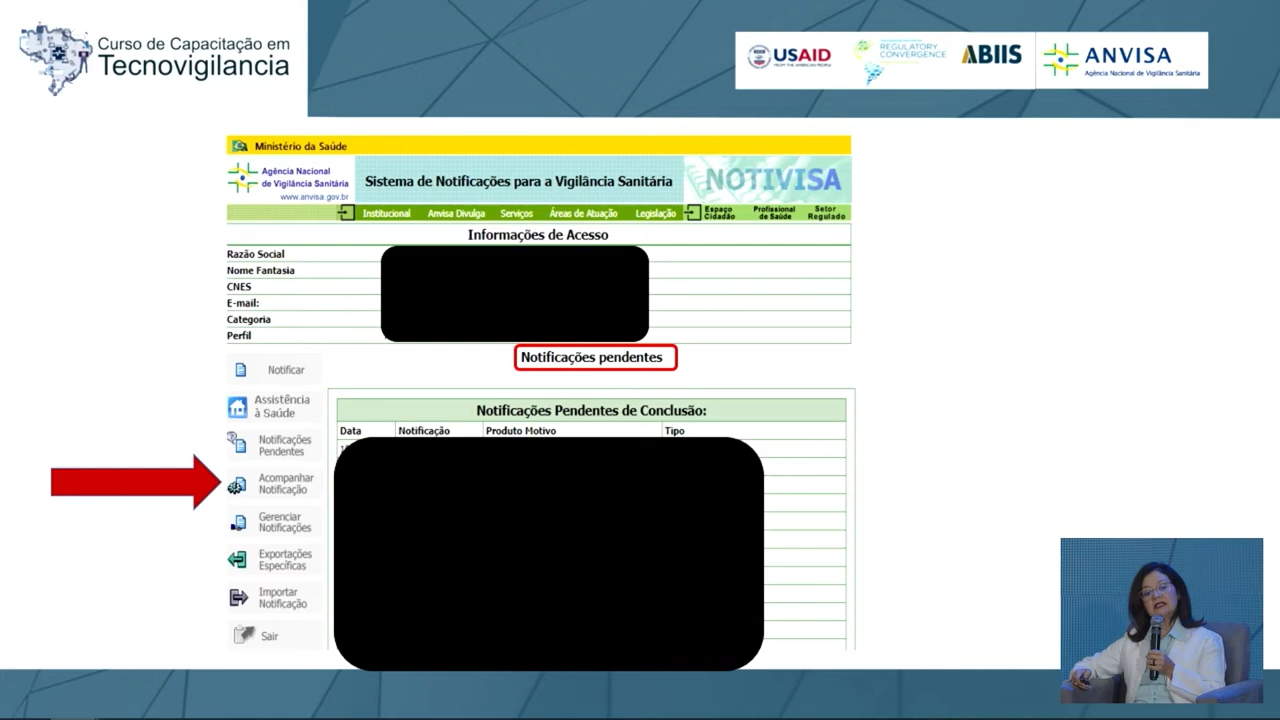 Curso de Capacitação em
Tecnovigilancia
USAID
FROM THE AMERICAN PEOPLE
REGULATORY
CONVERGENCE
ABIIS
ANVISA
Agência Nacional de Vigilância Sanitária
Ministério da Saúde
Agência Nacional
de Vigilância Sanitária
www.anvisa.gov.br
Sistema de Notificações para a Vigilância Sanitária
NOTIVISA
Institucional Anvisa Divulga Serviços Áreas de Atuação Legislação
Espaço Cidadão
Profissional de Saúde
Setor Regulado
Informações de Acesso
Razão Social
Nome Fantasia
CNES
E-mail:
Categoria
Perfil
Notificações pendentes
Notificar
Assistência
à Saúde
Notificações
Pendentes
Acompanhar
Notificação
Gerenciar
Notificações
Exportações
Específicas
Importar
Notificação
Sair
Notificações Pendentes de Conclusão:
Data Notificação Produto Motivo Tipo